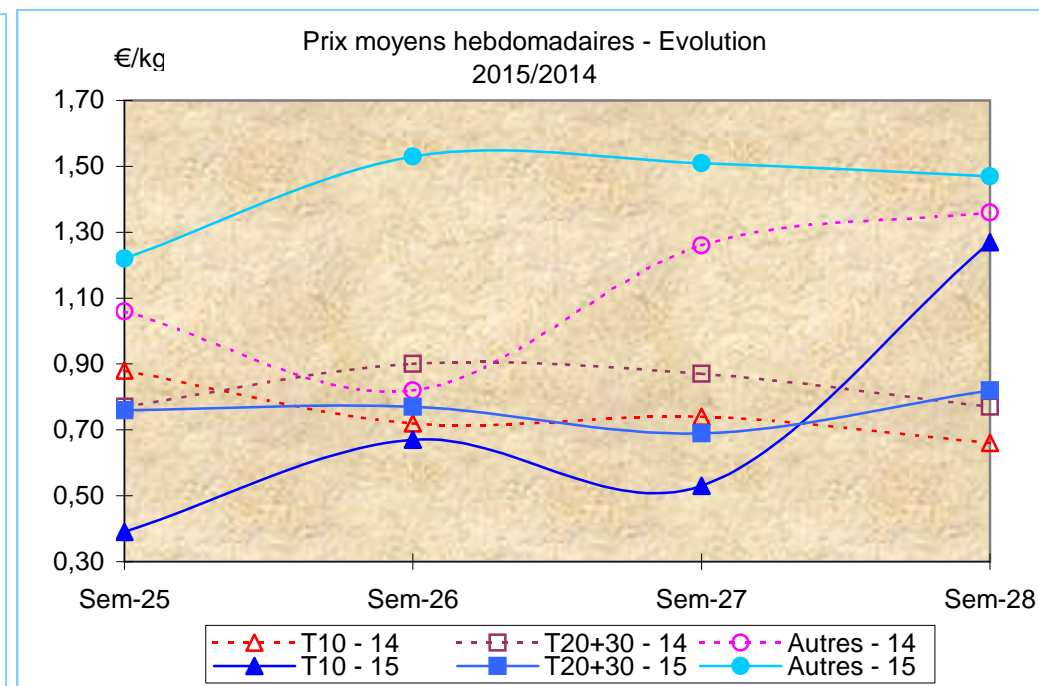 Prix moyens hebdomadaires - Evolution
2015/2014
€/kg
1,70
1,50
1,30
1,10
0,90
0,70
0,50
0,30
Sem-25 Sem-26 Sem-27 Sem-28
T10 - 14 T20+30 - 14 Autres - 14
T10 - 15 T20+30 - 15 Autres - 15